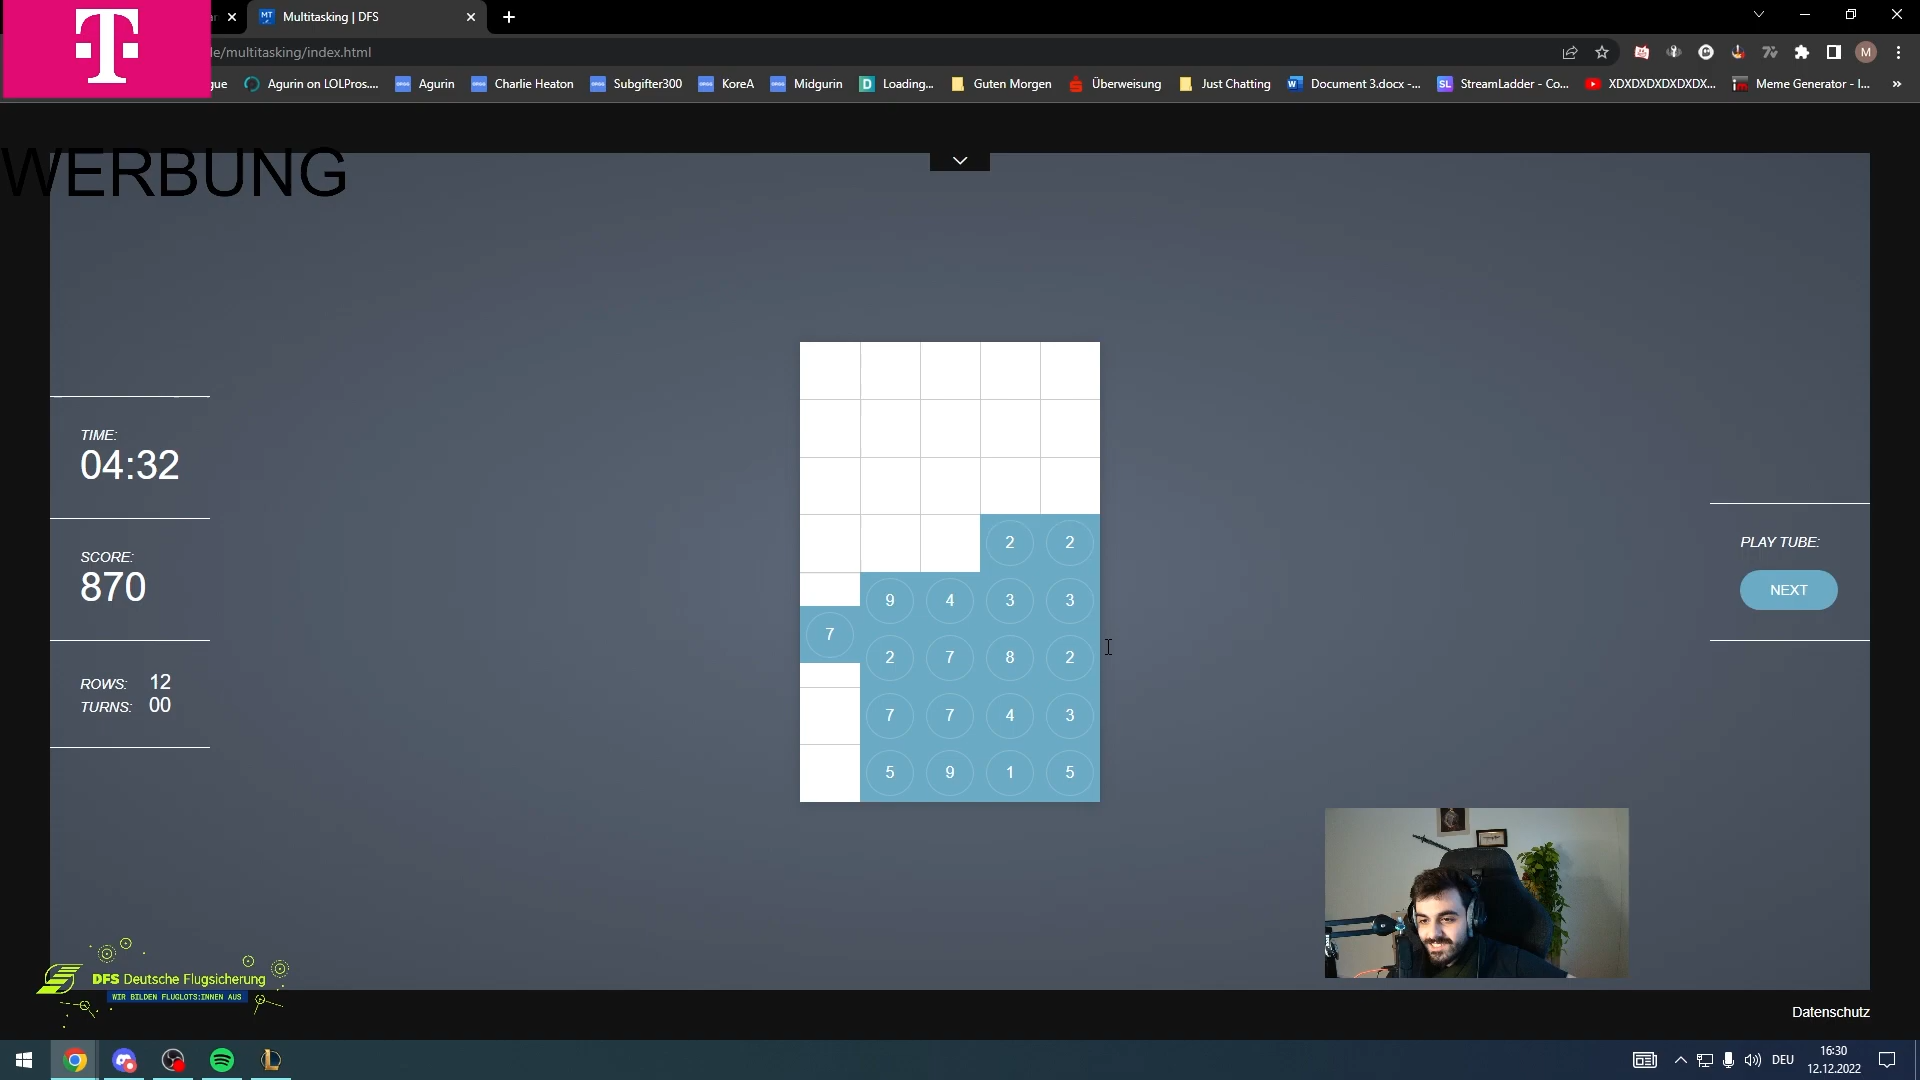 T
MT Multitasking | DFS
le/multitasking/index.html
M
gue
Agurin on LOLPros....
Agurin
Charlie Heaton
Subgifter300
KoreA
Midgurin
D Loading...
Guten Morgen
Überweisung
Just Chatting
Document 3.docx -...
SL StreamLadder - Co...
XDXDXDXDXDXDX...
Meme Generator - I...
WERBUNG
TIME:
04:32
SCORE:
870
ROWS: 12
TURNS: 00
2 2
9 4 3 3
7
2 7 8 2
7 7 4 3
5 9 1 5
PLAY TUBE:
NEXT
DFS Deutsche Flugsicherung
WIR BILDEN FLUGLOTS:INNEN AUS
Datenschutz
DEU
16:30
12.12.2022